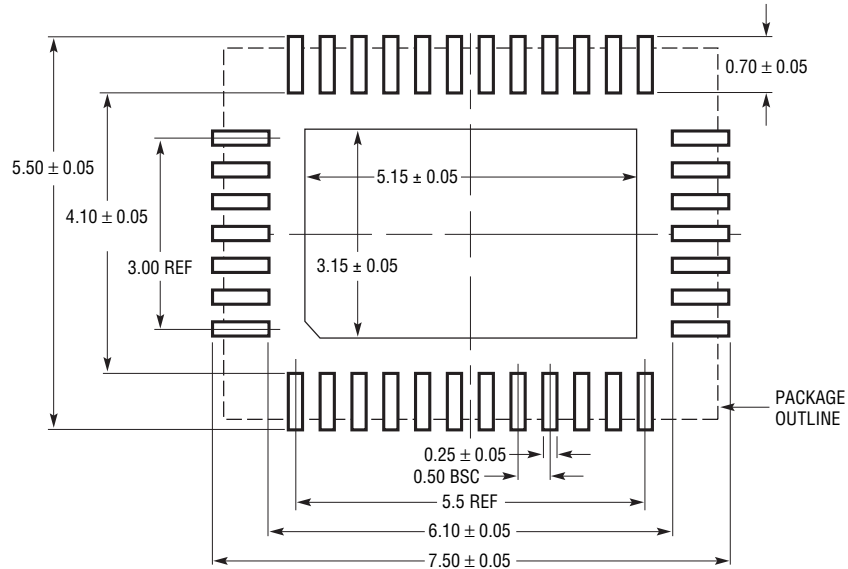 0.70 ± 0.05
5.50 ± 0.05
5.15 ± 0.05
4.10 ± 0.05
3.00 REF
3.15 ± 0.05
PACKAGE
OUTLINE
0.25 ± 0.05
0.50 BSC
5.5 REF
6.10 ± 0.05
7.50 ± 0.05